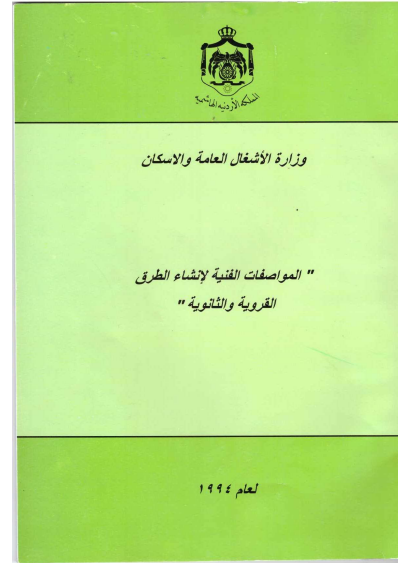 المملكة الأردنية الهاشمية
وزارة الأشغال العامة والاسكان
" المواصفات الفنية لإنشاء الطرق
القروية والثانوية "
لعام ١٩٩٤